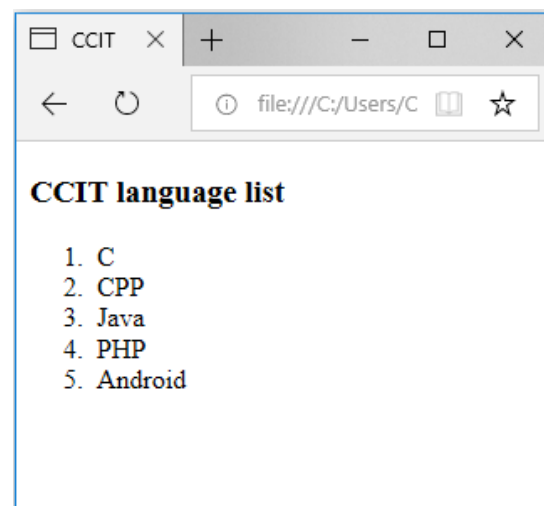 CCIT
file:///C:/Users/C
CCIT language list
1. C
2. CPP
3. Java
4. PHP
5. Android